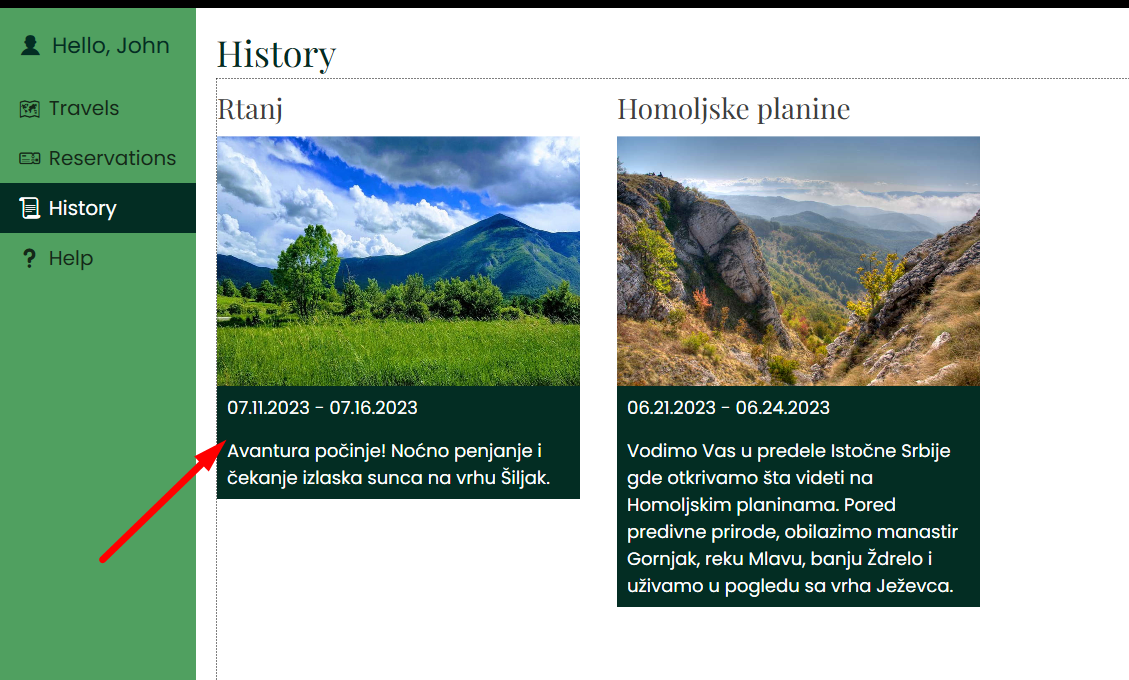 Hello, John
Travels
Reservations
History
Help
History
Rtanj
07.11.2023 - 07.16.2023
Avantura počinje! Noćno penjanje i
čekanje izlaska sunca na vrhu Šiljak.
Homoljske planine
06.21.2023 - 06.24.2023
Vodimo Vas u predele Istočne Srbije
gde otkrivamo šta videti na
Homoljskim planinama. Pored
predivne prirode, obilazimo manastir
Gornjak, reku Mlavu, banju Ždrelo i
uživamo u pogledu sa vrha Ježevca.